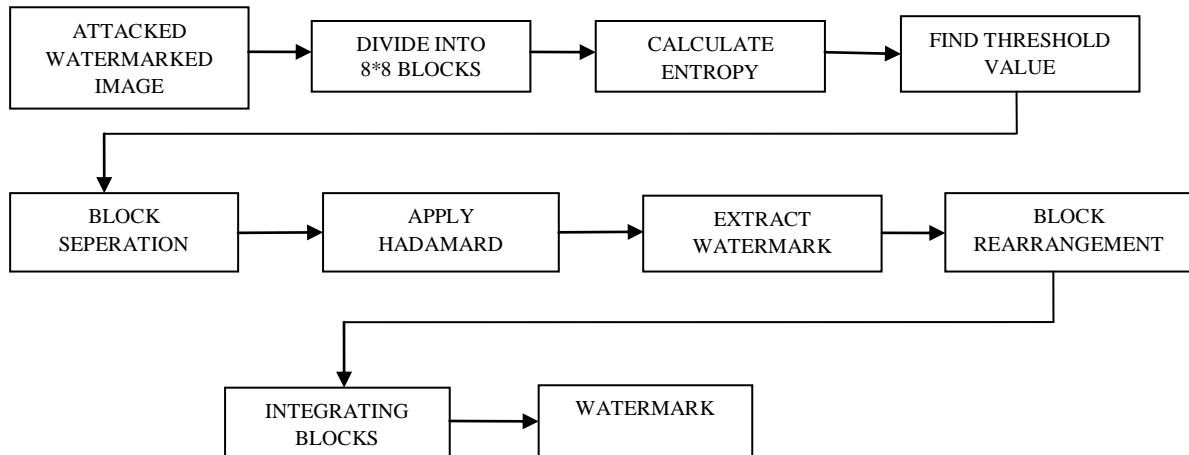 ATTACKED
WATERMARKED
IMAGE
DIVIDE INTO
8*8 BLOCKS
CALCULATE
ENTROPY
FIND THRESHOLD
VALUE
BLOCK
SEPERATION
APPLY
HADAMARD
EXTRACT
WATERMARK
BLOCK
REARRANGEMENT
INTEGRATING
BLOCKS
WATERMARK